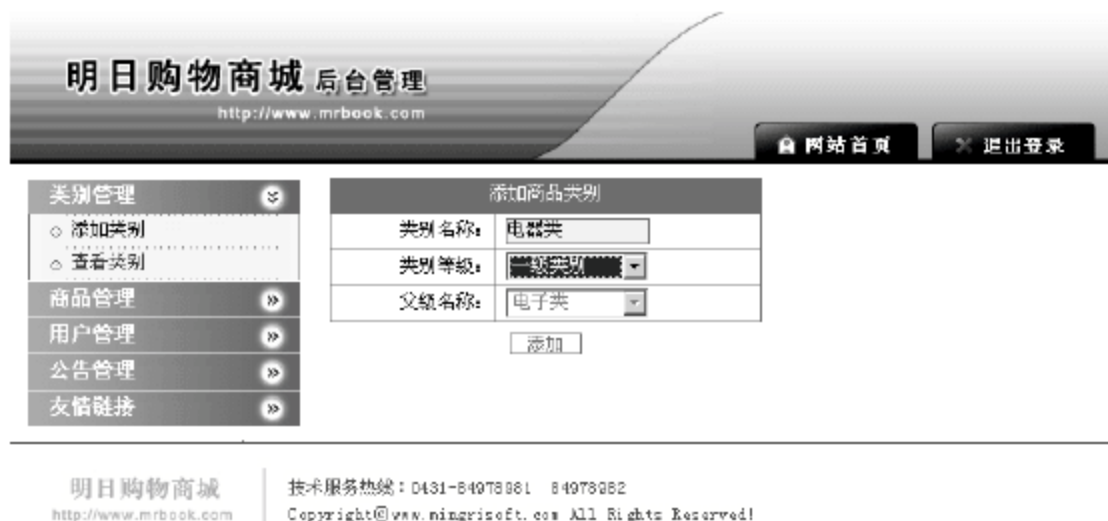 明日购物商城 后台管理
http://www.mrbook.com
网站首页
退出登录
类别管理
添加类别
查看类别
商品管理
用户管理
公告管理
友情链接
添加商品类别
类别名称： 电器类
类别等级： 一级类别
父级名称： 电子类
添加
明日购物商城
http://www.mrbook.com
技术服务热线：0431-84978981 84978982
Copyright@www.mingrisoft.com All Rights Reserved!